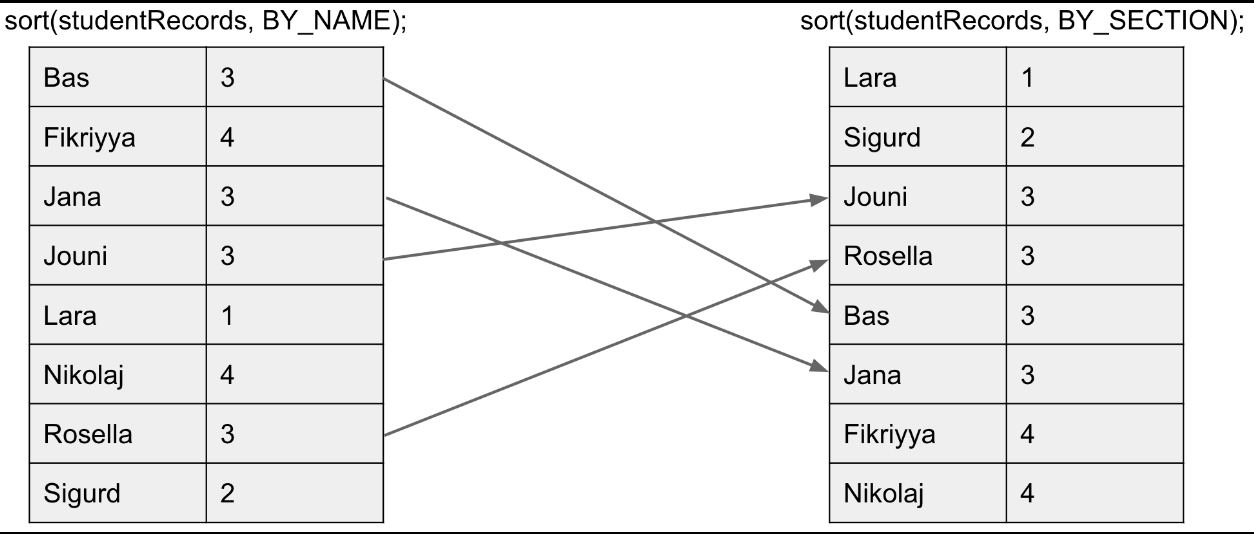 sort(studentRecords, BY_NAME);
Bas 3
Fikriyya 4
Jana 3
Jouni 3
Lara 1
Nikolaj 4
Rosella 3
Sigurd 2
sort(studentRecords, BY_SECTION);
Lara 1
Sigurd 2
Jouni 3
Rosella 3
Bas 3
Jana 3
Fikriyya 4
Nikolaj 4